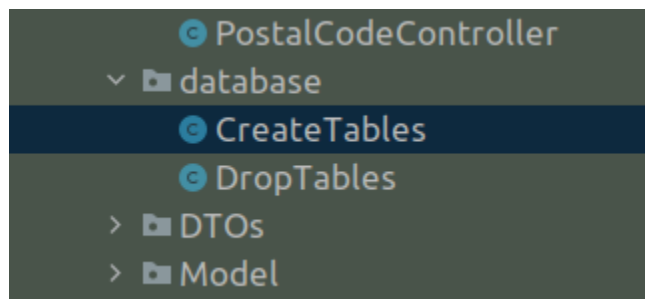 PostalCodeController
database
CreateTables
DropTables
DTOs
Model